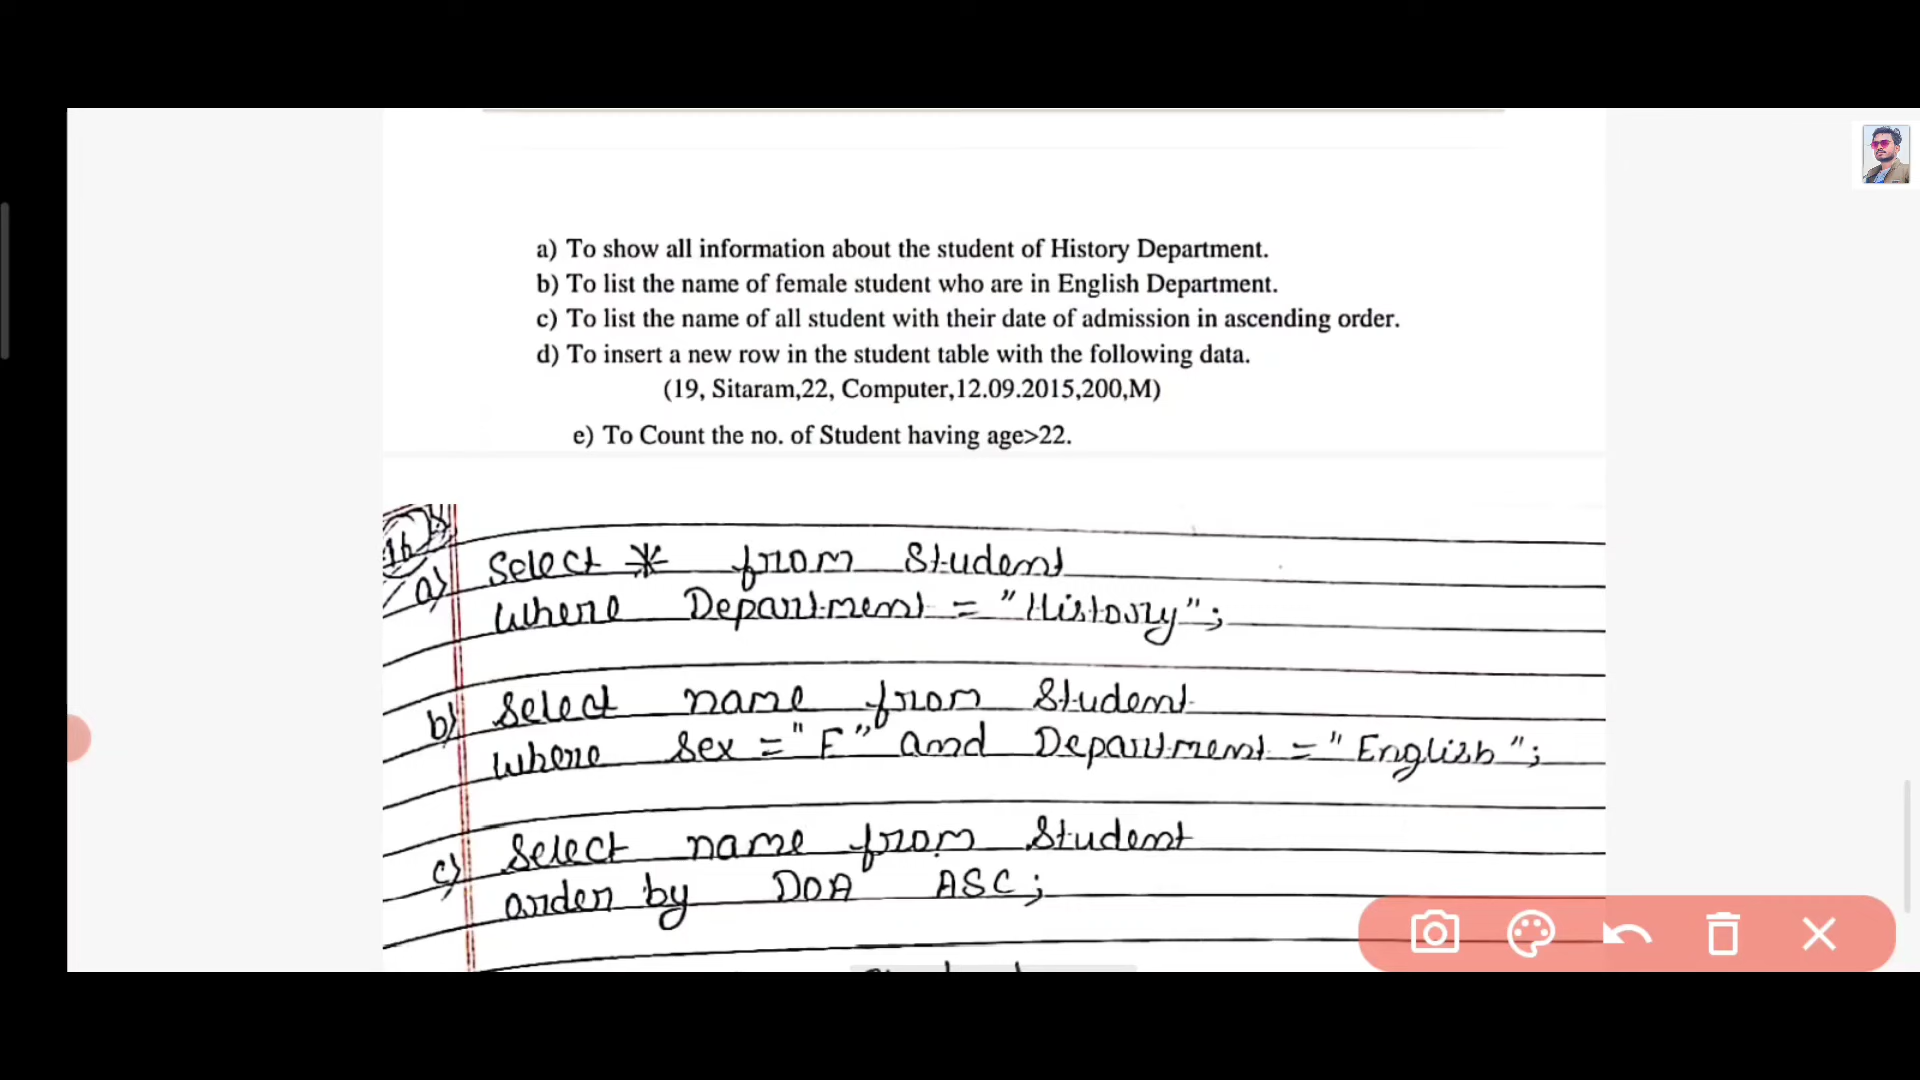 a) To show all information about the student of History Department.
b) To list the name of female student who are in English Department.
c) To list the name of all student with their date of admission in ascending order.
d) To insert a new row in the student table with the following data.
(19, Sitaram,22, Computer,12.09.2015,200,M)
e) To Count the no. of Student having age>22.
16
a) Select * from Student
where Department = "History";
b) Select name from Student
where Sex = "F" and Department = "English";
c) Select name from Student
order by DOA ASC;